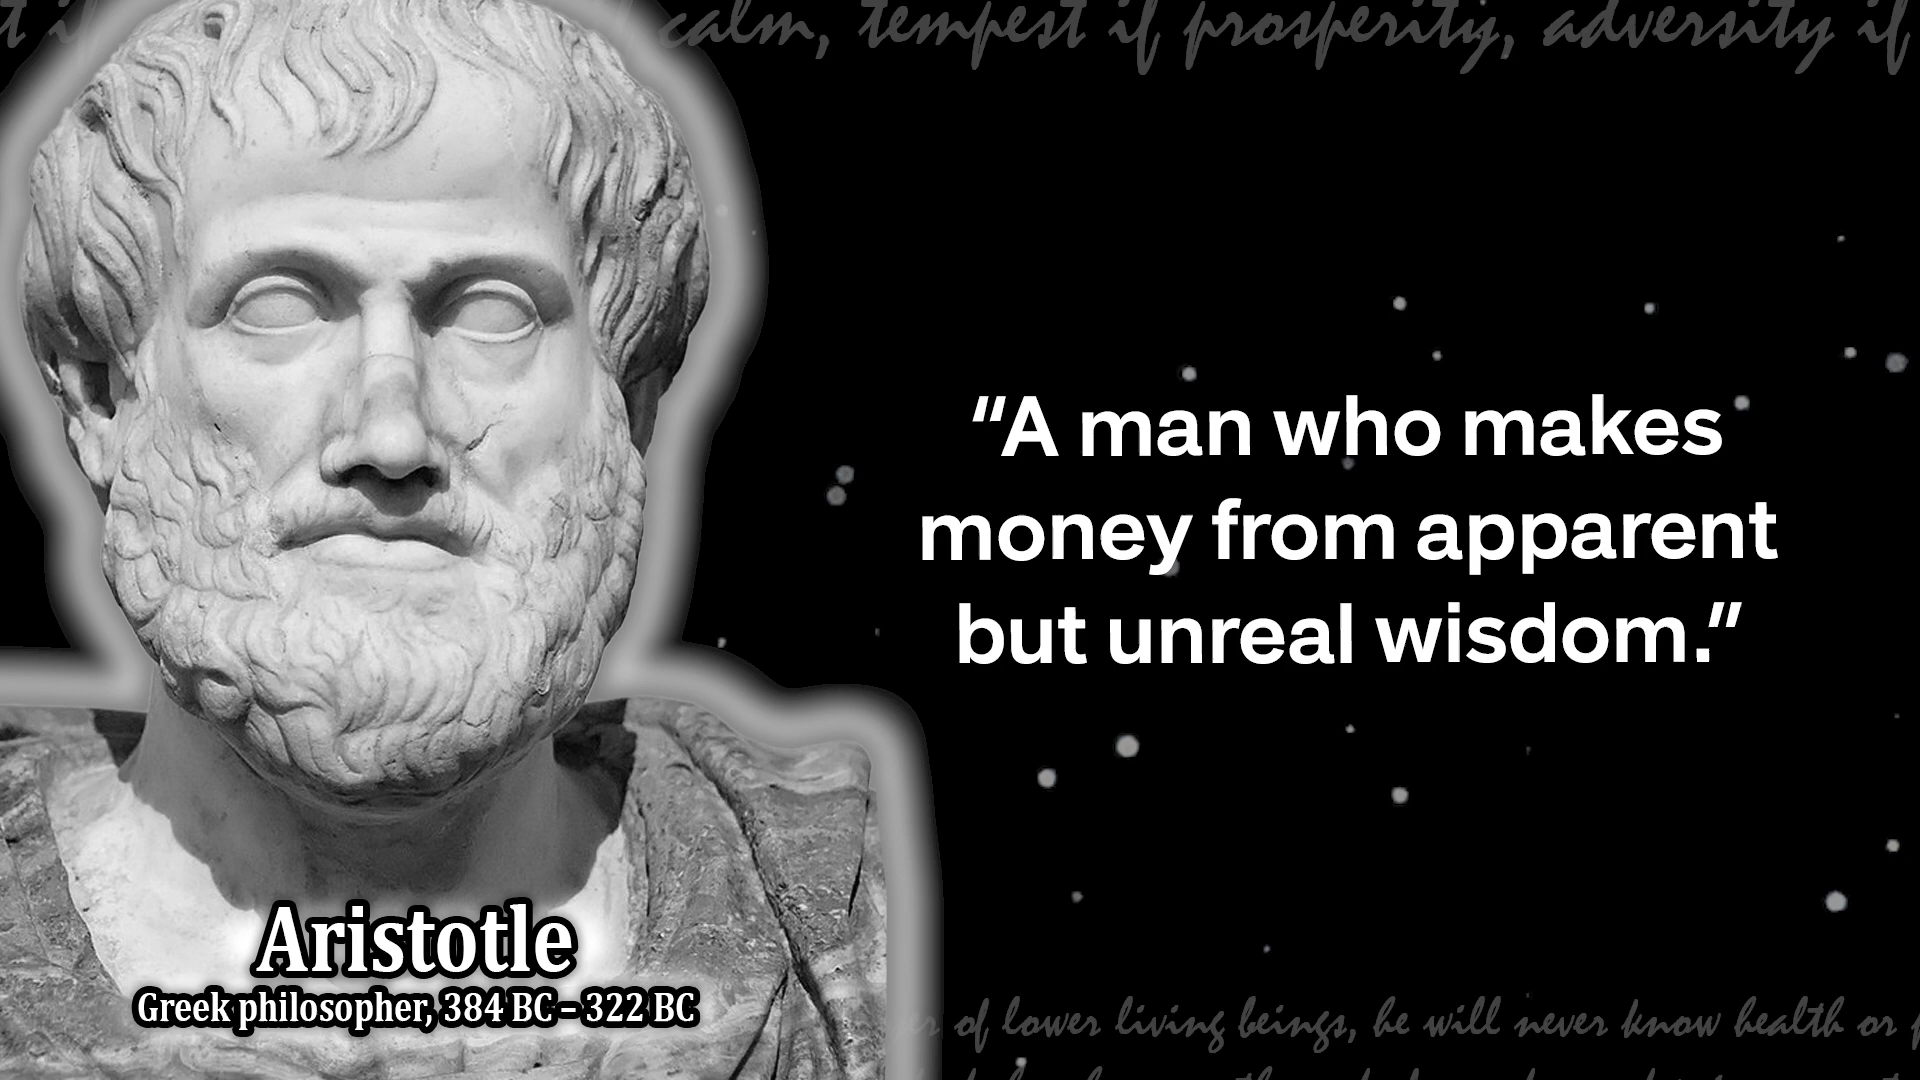 calm, tempest if prosperity, adversity if
“A man who makes
money from apparent
but unreal wisdom.”
Aristotle
Greek philosopher, 384 BC – 322 BC
of lower living beings, he will never know health or